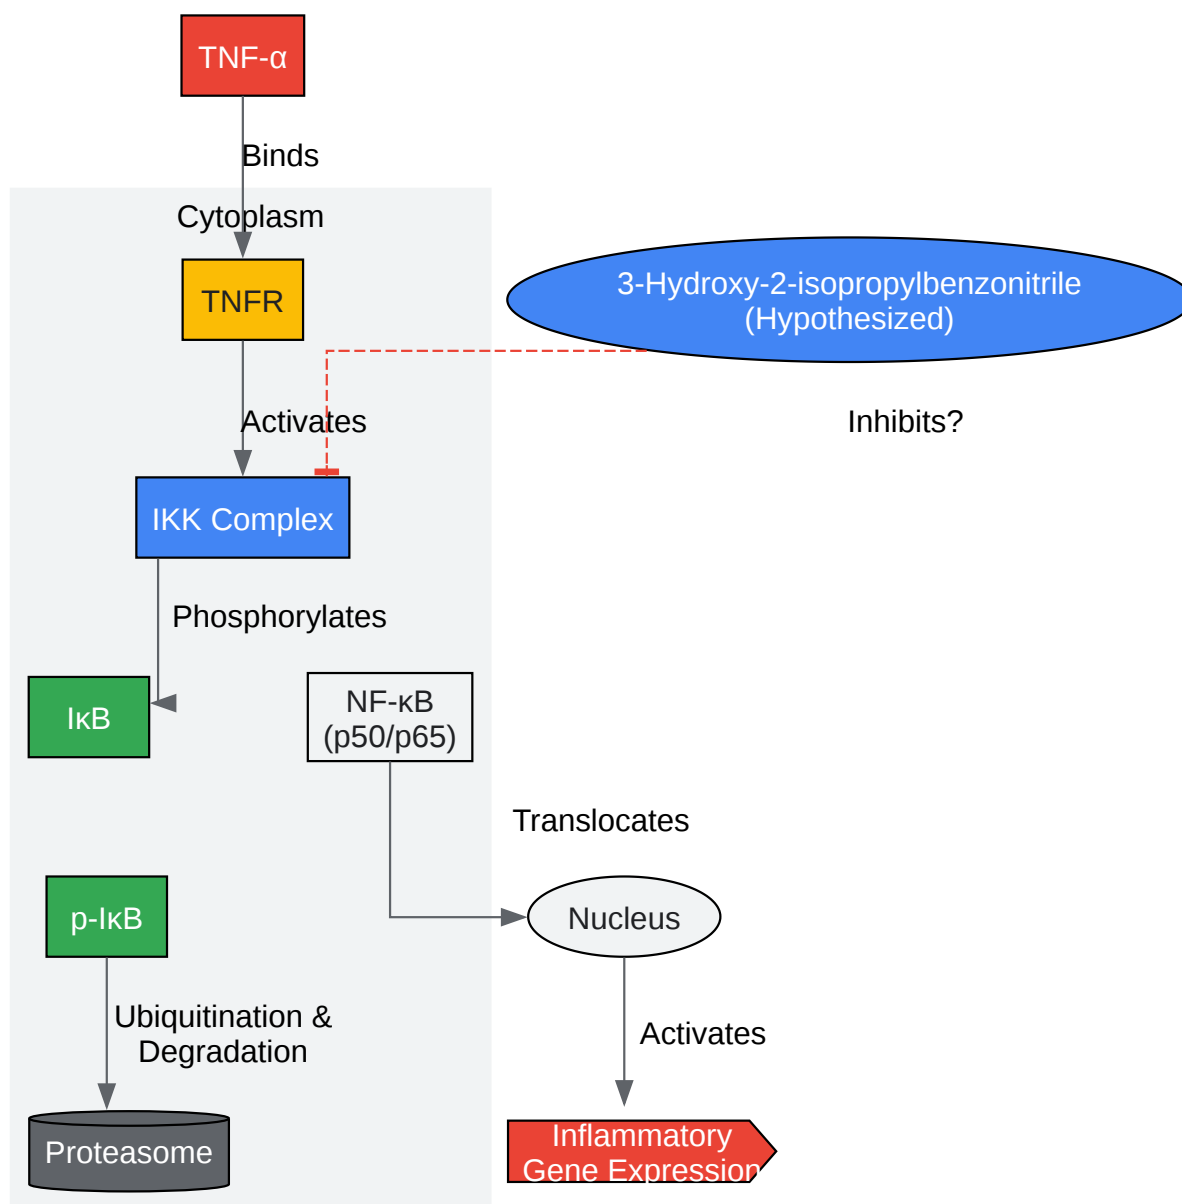 TNF-α
Binds
Cytoplasm
TNFR
3-Hydroxy-2-isopropylbenzonitrile
(Hypothesized)
Activates
Inhibits?
IKK Complex
Phosphorylates
IκB
NF-κB
(p50/p65)
Translocates
p-IκB
Nucleus
Ubiquitination &
Degradation
Activates
Proteasome
Inflammatory
Gene Expression